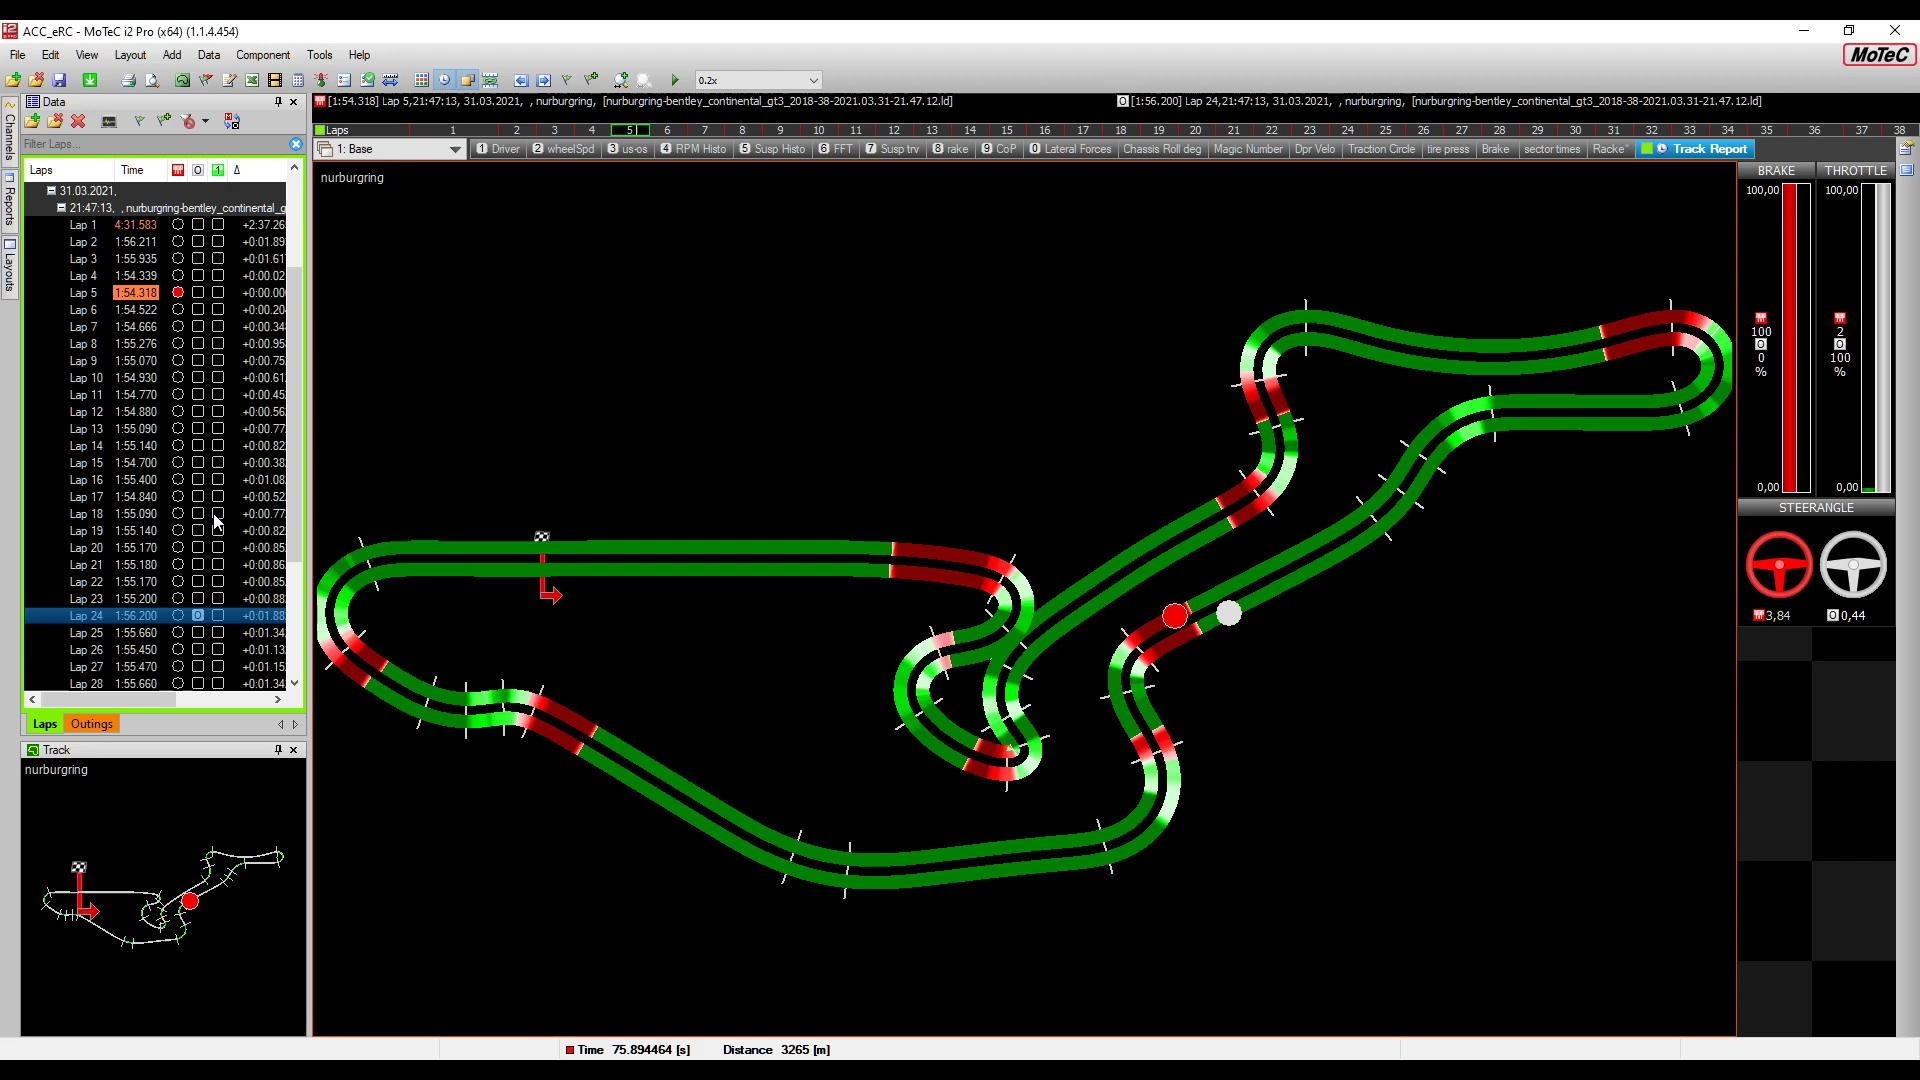 ACC_eRC - MoTeC i2 Pro (x64) (1.1.4.454)
File Edit View Layout Add Data Component Tools Help
MoTeC
0.2x
Data
[1:54.318] Lap 5,21:47:13, 31.03.2021, , nurburgring, [nurburgring-bentley_continental_gt3_2018-38-2021.03.31-21.47.12.ld]
[1:56.200] Lap 24,21:47:13, 31.03.2021, , nurburgring, [nurburgring-bentley_continental_gt3_2018-38-2021.03.31-21.47.12.ld]
Laps 1 2 3 4 5 6 7 8 9 10 11 12 13 14 15 16 17 18 19 20 21 22 23 24 25 26 27 28 29 30 31 32 33 34 35 36 37 38
1: Base
1 Driver 2 wheelSpd 3 us-os 4 RPM Histo 5 Susp Histo 6 FFT 7 Susp trv 8 rake 9 CoP 0 Lateral Forces Chassis Roll deg Magic Number Dpr Velo Traction Circle tire press Brake sector times Racke* Track Report
Channels
Reports
Layouts
Filter Laps...
Laps Time O 1 Δ
31.03.2021,
21:47:13, , nurburgring-bentley_continental_g
Lap 1 4:31.583 +2:37.26
Lap 2 1:56.211 +0:01.89
Lap 3 1:55.935 +0:01.61
Lap 4 1:54.339 +0:00.02
Lap 5 1:54.318 +0:00.00
Lap 6 1:54.522 +0:00.20
Lap 7 1:54.666 +0:00.34
Lap 8 1:55.276 +0:00.95
Lap 9 1:55.070 +0:00.75
Lap 10 1:54.930 +0:00.61
Lap 11 1:54.770 +0:00.45
Lap 12 1:54.880 +0:00.56
Lap 13 1:55.090 +0:00.77
Lap 14 1:55.140 +0:00.82
Lap 15 1:54.700 +0:00.38
Lap 16 1:55.400 +0:01.08
Lap 17 1:54.840 +0:00.52
Lap 18 1:55.090 +0:00.77
Lap 19 1:55.140 +0:00.82
Lap 20 1:55.170 +0:00.85
Lap 21 1:55.180 +0:00.86
Lap 22 1:55.170 +0:00.85
Lap 23 1:55.200 +0:00.88
Lap 24 1:56.200 O +0:01.88
Lap 25 1:55.660 +0:01.34
Lap 26 1:55.450 +0:01.13
Lap 27 1:55.470 +0:01.15
Lap 28 1:55.660 +0:01.34
Laps Outings
Track
nurburgring
nurburgring
BRAKE THROTTLE
100,00 100,00
100 2
O O
0 100
% %
0,00 0,00
STEERANGLE
3,84 O 0,44
Time 75.894464 [s] Distance 3265 [m]